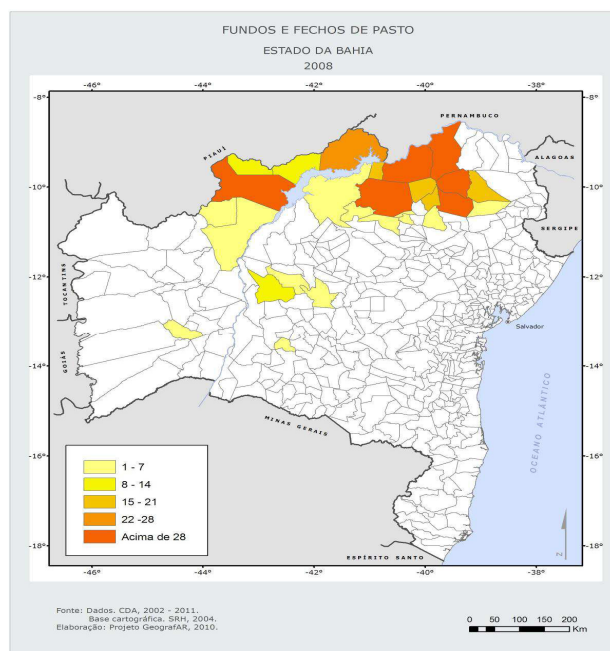 FUNDOS E FECHOS DE PASTO
ESTADO DA BAHIA
2008
-46° -44° -42° -40° -38°
-8° -8°
PERNAMBUCO
PIAUÍ
ALAGOAS
-10° -10°
SERGIPE
-12° -12°
TOCANTINS
Salvador
-14° -14°
GOIÁS
OCEANO ATLÂNTICO
MINAS GERAIS
-16° -16°
1 - 7
8 - 14
15 - 21
22 -28
Acima de 28
-18° -18°
ESPÍRITO SANTO
N
-46° -44° -42° -40° -38°
Fonte: Dados. CDA, 2002 - 2011.
Base cartográfica. SRH, 2004.
Elaboração: Projeto GeografAR, 2010.
0 50 100 150 200
Km